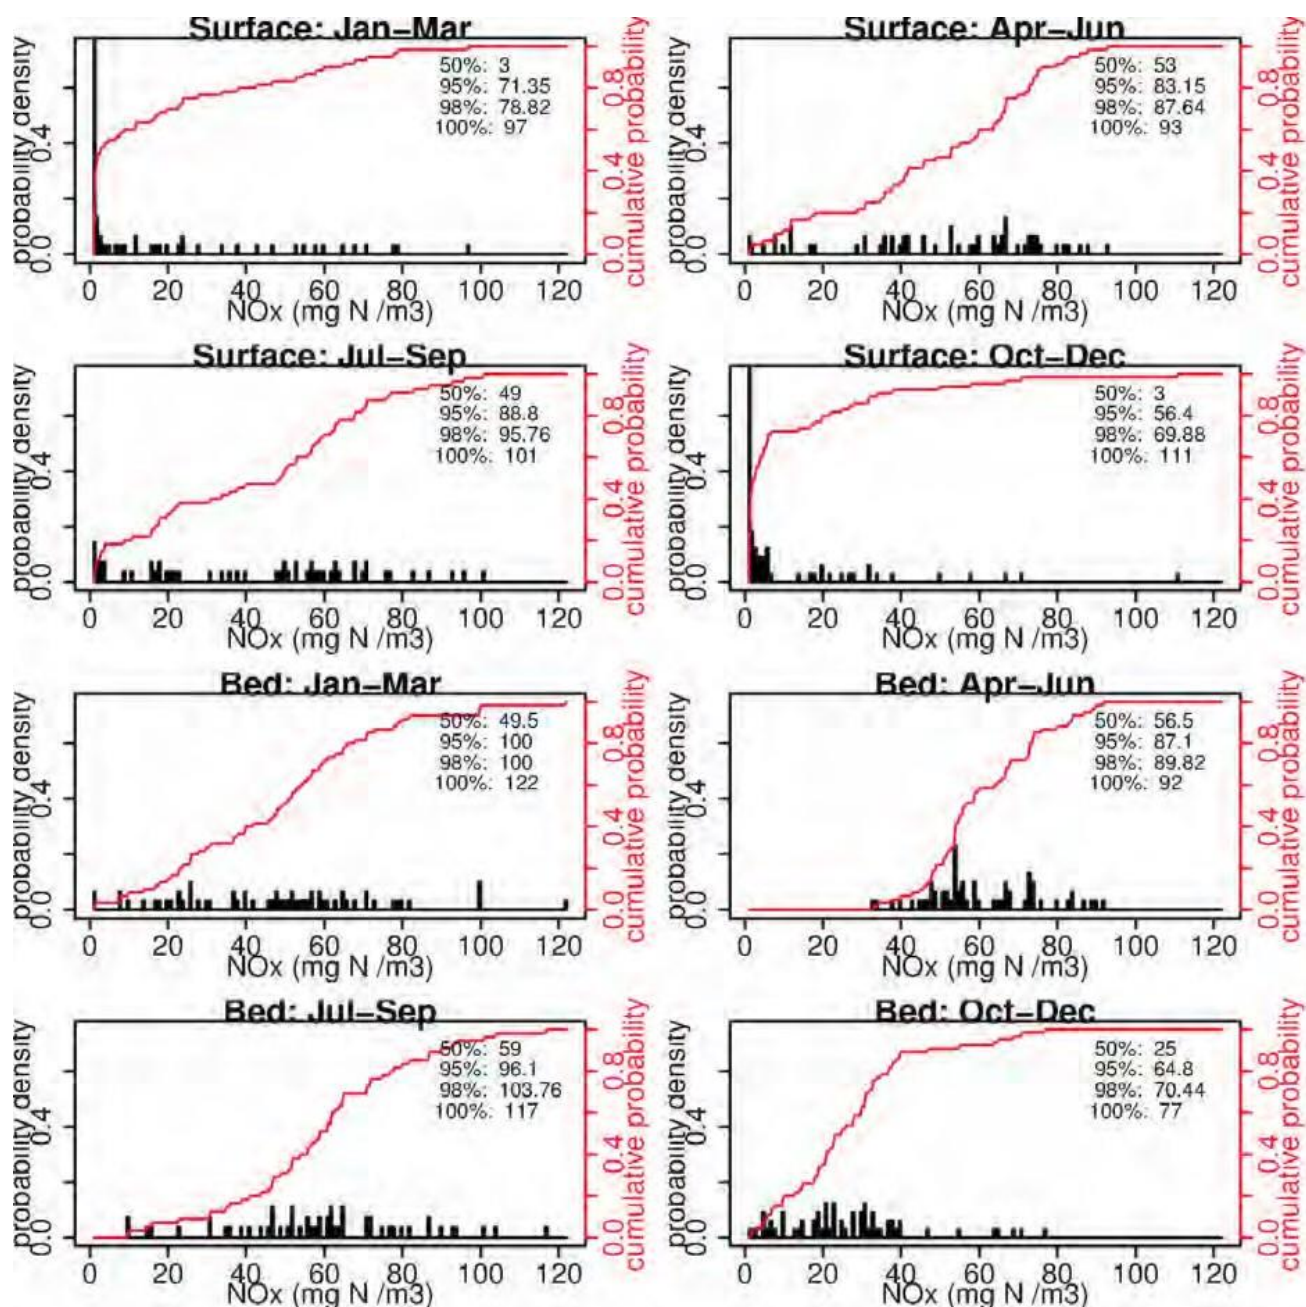 Surface: Jan-Mar
probability density
0.0 0.4
50%: 3
95%: 71.35
98%: 78.82
100%: 97
0.0 0.4 0.8
cumulative probability
0 20 40 60 80 100 120
NOx (mg N /m3)
Surface: Apr-Jun
probability density
0.0 0.4
50%: 53
95%: 83.15
98%: 87.64
100%: 93
0.0 0.4 0.8
cumulative probability
0 20 40 60 80 100 120
NOx (mg N /m3)
Surface: Jul-Sep
probability density
0.0 0.4
50%: 49
95%: 88.8
98%: 95.76
100%: 101
0.0 0.4 0.8
cumulative probability
0 20 40 60 80 100 120
NOx (mg N /m3)
Surface: Oct-Dec
probability density
0.0 0.4
50%: 3
95%: 56.4
98%: 69.88
100%: 111
0.0 0.4 0.8
cumulative probability
0 20 40 60 80 100 120
NOx (mg N /m3)
Bed: Jan-Mar
probability density
0.0 0.4
50%: 49.5
95%: 100
98%: 100
100%: 122
0.0 0.4 0.8
cumulative probability
0 20 40 60 80 100 120
NOx (mg N /m3)
Bed: Apr-Jun
probability density
0.0 0.4
50%: 56.5
95%: 87.1
98%: 89.82
100%: 92
0.0 0.4 0.8
cumulative probability
0 20 40 60 80 100 120
NOx (mg N /m3)
Bed: Jul-Sep
probability density
0.0 0.4
50%: 59
95%: 96.1
98%: 103.76
100%: 117
0.0 0.4 0.8
cumulative probability
0 20 40 60 80 100 120
NOx (mg N /m3)
Bed: Oct-Dec
probability density
0.0 0.4
50%: 25
95%: 64.8
98%: 70.44
100%: 77
0.0 0.4 0.8
cumulative probability
0 20 40 60 80 100 120
NOx (mg N /m3)